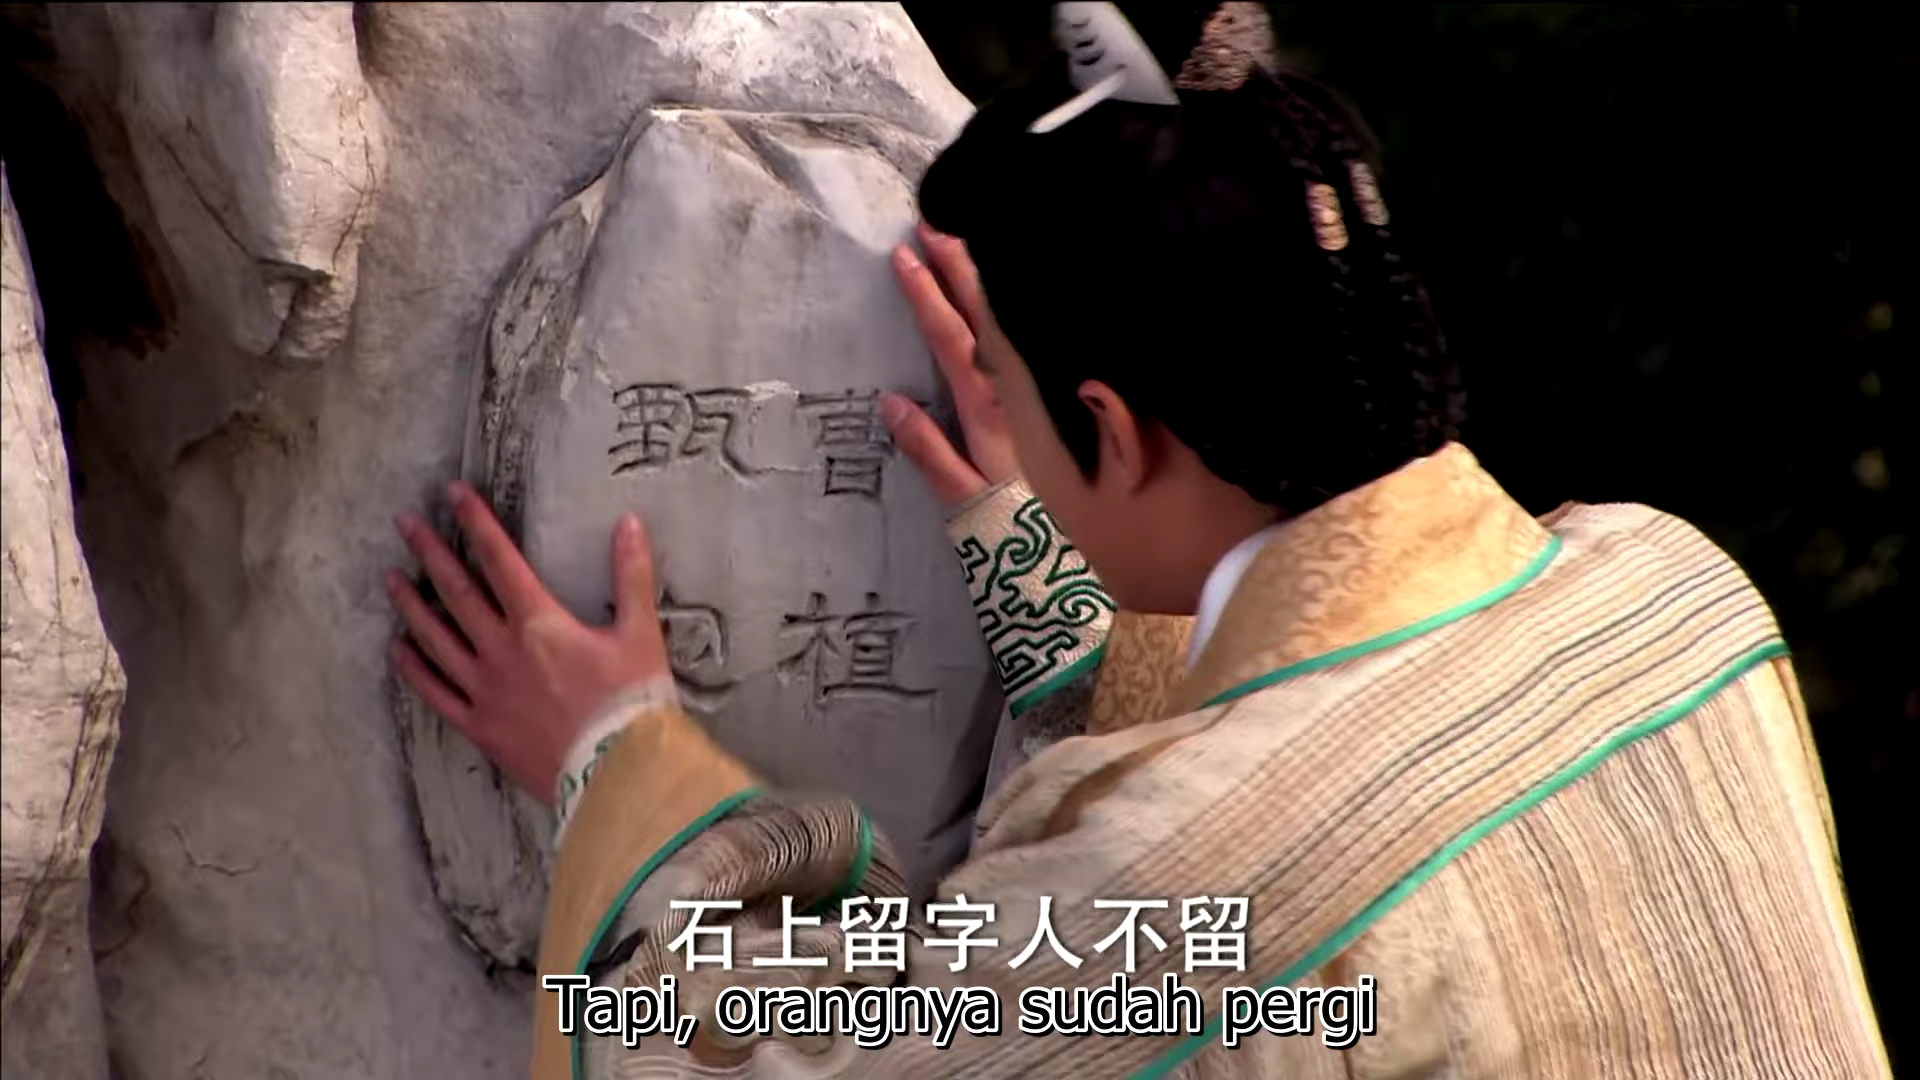 甄 曹
植
石上留字人不留
Tapi, orangnya sudah pergi